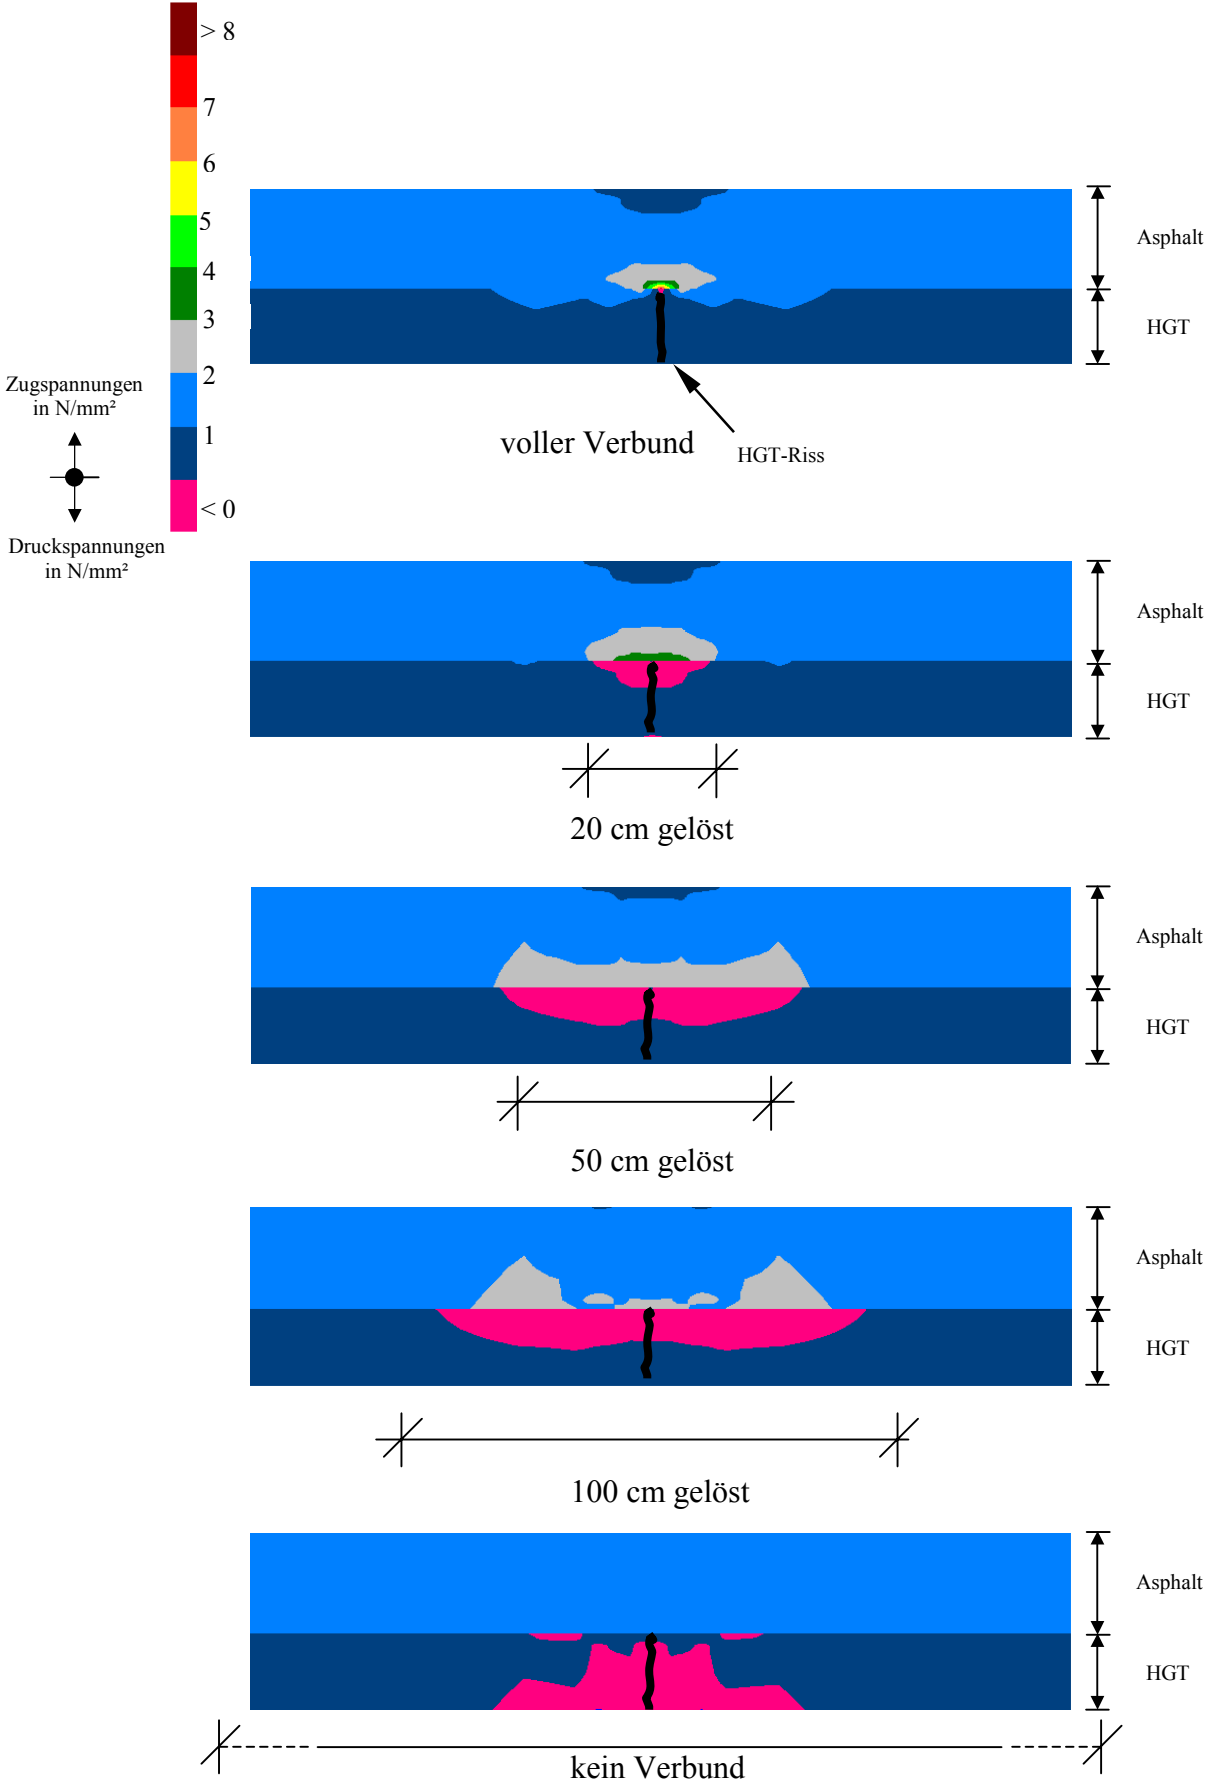 > 8
7
6
5
4
3
2
1
< 0
Zugspannungen
in N/mm²
Druckspannungen
in N/mm²
Asphalt
HGT
voller Verbund
HGT-Riss
Asphalt
HGT
20 cm gelöst
Asphalt
HGT
50 cm gelöst
Asphalt
HGT
100 cm gelöst
Asphalt
HGT
kein Verbund